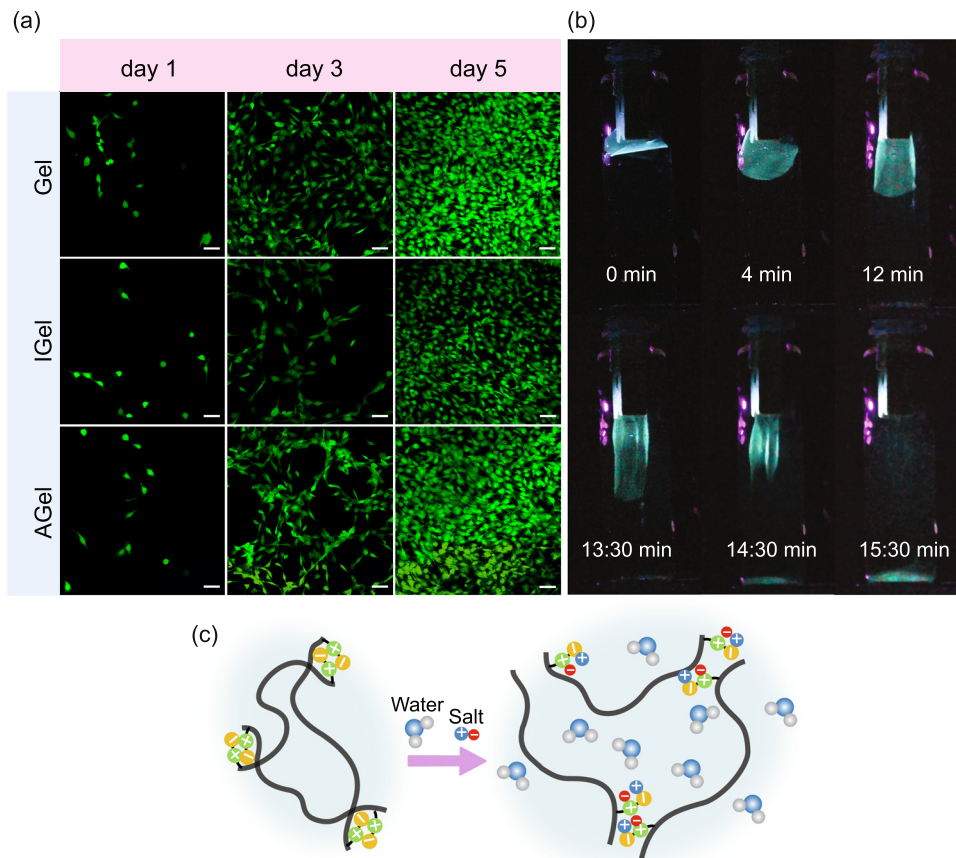 (a)
(b)
day 1
day 3
day 5
Gel
IGel
AGel
0 min
4 min
12 min
13:30 min
14:30 min
15:30 min
(c)
Water
Salt